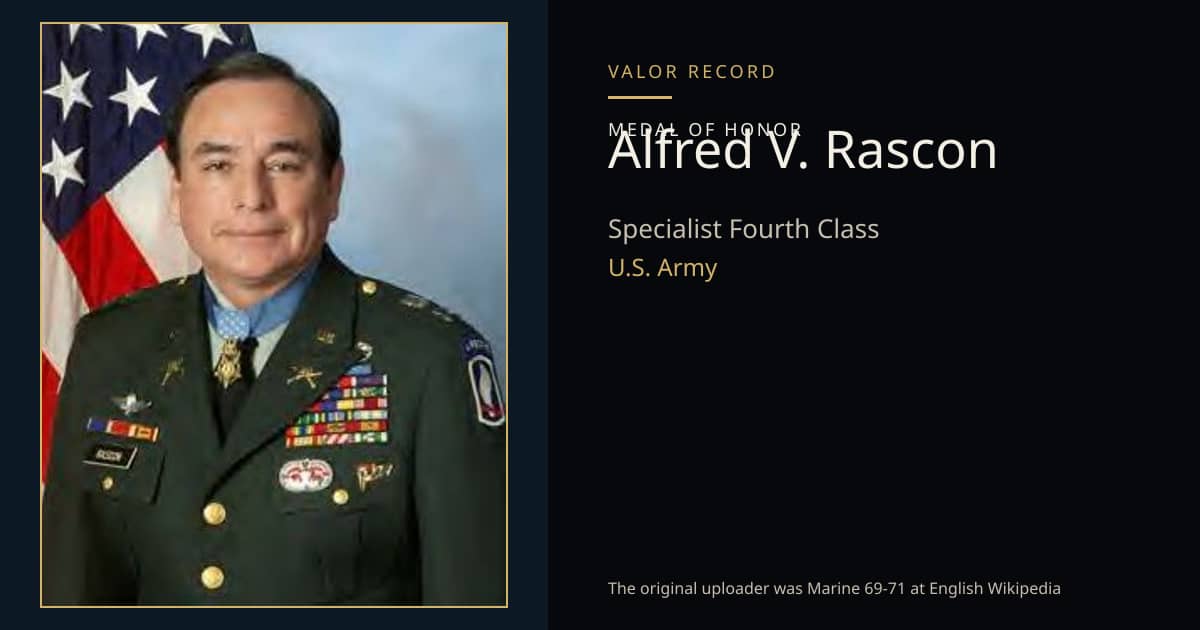 VALOR RECORD
MEDAL OF HONOR
Alfred V. Rascon
Specialist Fourth Class
U.S. Army
RASCON
The original uploader was Marine 69-71 at English Wikipedia